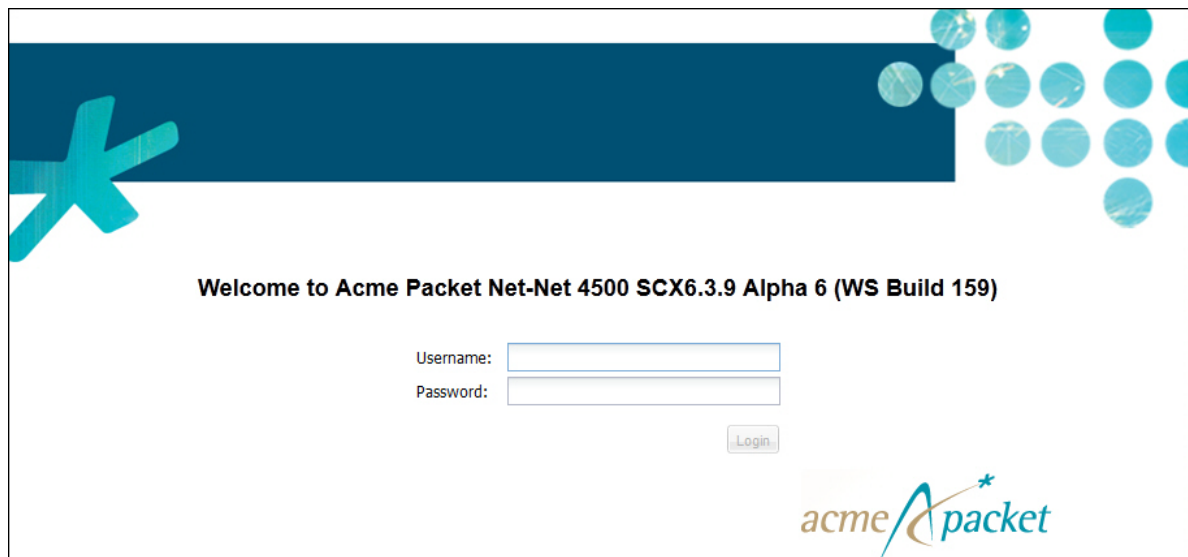 Welcome to Acme Packet Net-Net 4500 SCX6.3.9 Alpha 6 (WS Build 159)
Username:
Password:
Login
acme packet